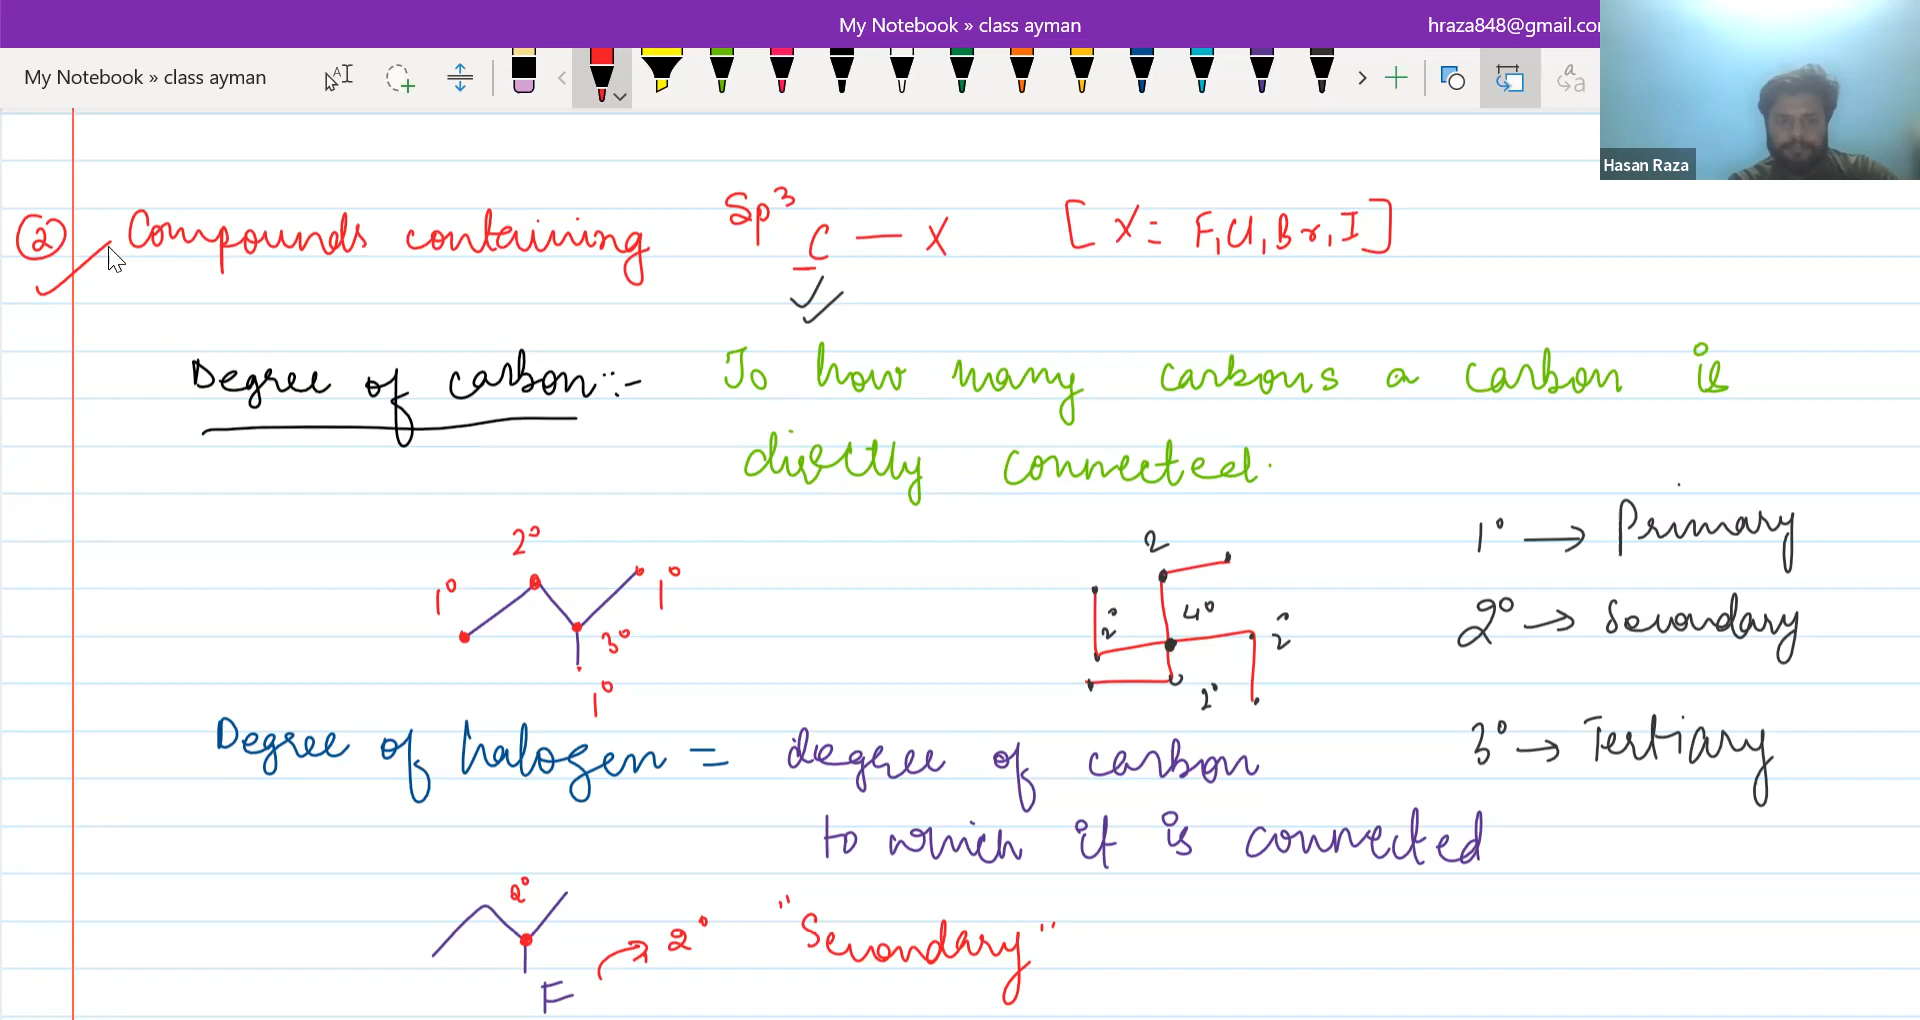 My Notebook » class ayman
My Notebook » class ayman
Hasan Raza
② Compounds containing Sp³ C — X [ X = F, Cl, Br, I ]
Degree of carbon :- To how many carbons a carbon is
directly connected.
1° 2° 3° 1° 1°
2 2° 4° 2° 2°
1° → Primary
2° → Secondary
3° → Tertiary
Degree of halogen = degree of carbon
to which it is connected
2°
F → 2° "Secondary"